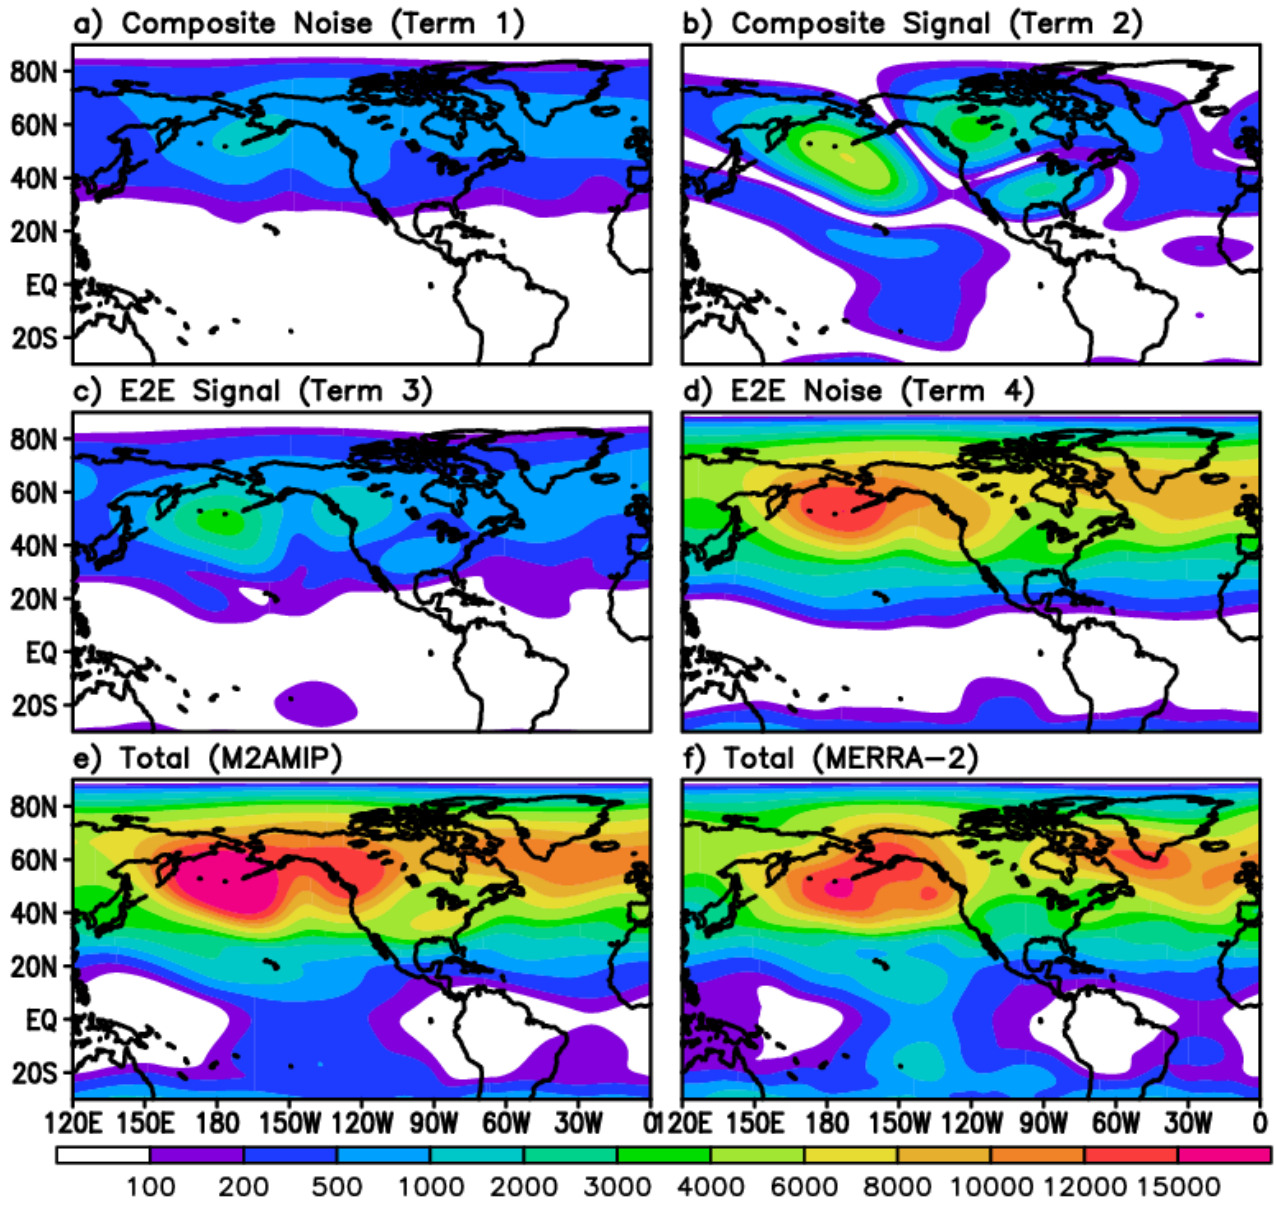 a) Composite Noise (Term 1)
b) Composite Signal (Term 2)
80N
60N
40N
20N
EQ
20S
c) E2E Signal (Term 3)
d) E2E Noise (Term 4)
80N
60N
40N
20N
EQ
20S
e) Total (M2AMIP)
f) Total (MERRA−2)
80N
60N
40N
20N
EQ
20S
120E 150E 180 150W 120W 90W 60W 30W 0
120E 150E 180 150W 120W 90W 60W 30W 0
100 200 500 1000 2000 3000 4000 6000 8000 10000 12000 15000